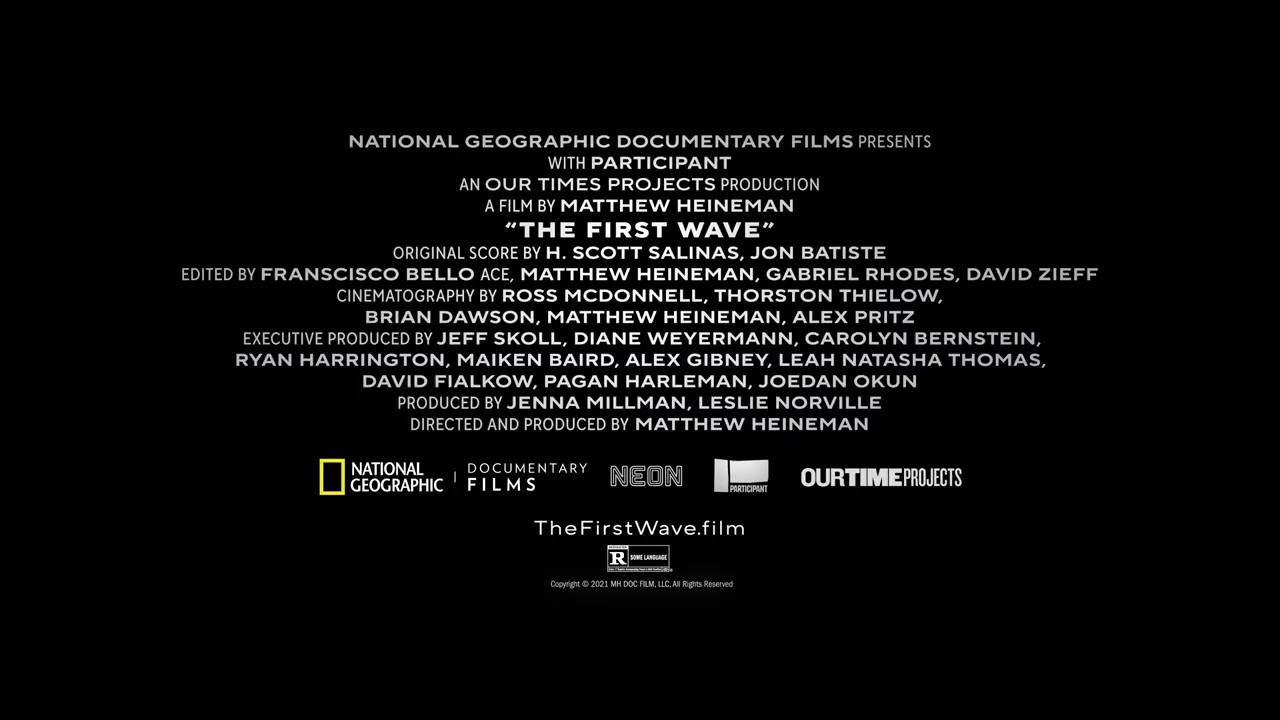 NATIONAL GEOGRAPHIC DOCUMENTARY FILMS PRESENTS
WITH PARTICIPANT
AN OUR TIMES PROJECTS PRODUCTION
A FILM BY MATTHEW HEINEMAN
“THE FIRST WAVE”
ORIGINAL SCORE BY H. SCOTT SALINAS, JON BATISTE
EDITED BY FRANSCISCO BELLO ACE, MATTHEW HEINEMAN, GABRIEL RHODES, DAVID ZIEFF
CINEMATOGRAPHY BY ROSS MCDONNELL, THORSTON THIELOW,
BRIAN DAWSON, MATTHEW HEINEMAN, ALEX PRITZ
EXECUTIVE PRODUCED BY JEFF SKOLL, DIANE WEYERMANN, CAROLYN BERNSTEIN,
RYAN HARRINGTON, MAIKEN BAIRD, ALEX GIBNEY, LEAH NATASHA THOMAS,
DAVID FIALKOW, PAGAN HARLEMAN, JOEDAN OKUN
PRODUCED BY JENNA MILLMAN, LESLIE NORVILLE
DIRECTED AND PRODUCED BY MATTHEW HEINEMAN
NATIONAL GEOGRAPHIC | DOCUMENTARY FILMS NEON PARTICIPANT OURTIMEPROJECTS
TheFirstWave.film
R SOME LANGUAGE
Copyright © 2021 MH DOC FILM, LLC, All Rights Reserved